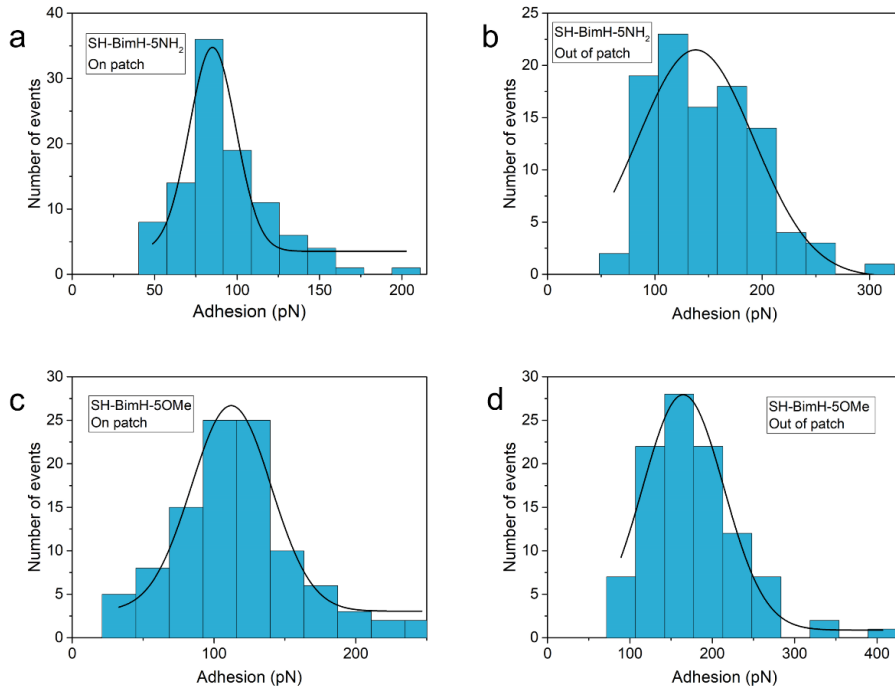 a
SH-BimH-5NH₂
On patch
Number of events
0
10
20
30
40
0
50
100
150
200
Adhesion (pN)
b
SH-BimH-5NH₂
Out of patch
Number of events
0
5
10
15
20
25
0
100
200
300
Adhesion (pN)
c
SH-BimH-5OMe
On patch
Number of events
0
5
10
15
20
25
30
0
100
200
Adhesion (pN)
d
SH-BimH-5OMe
Out of patch
Number of events
0
5
10
15
20
25
30
0
100
200
300
400
Adhesion (pN)